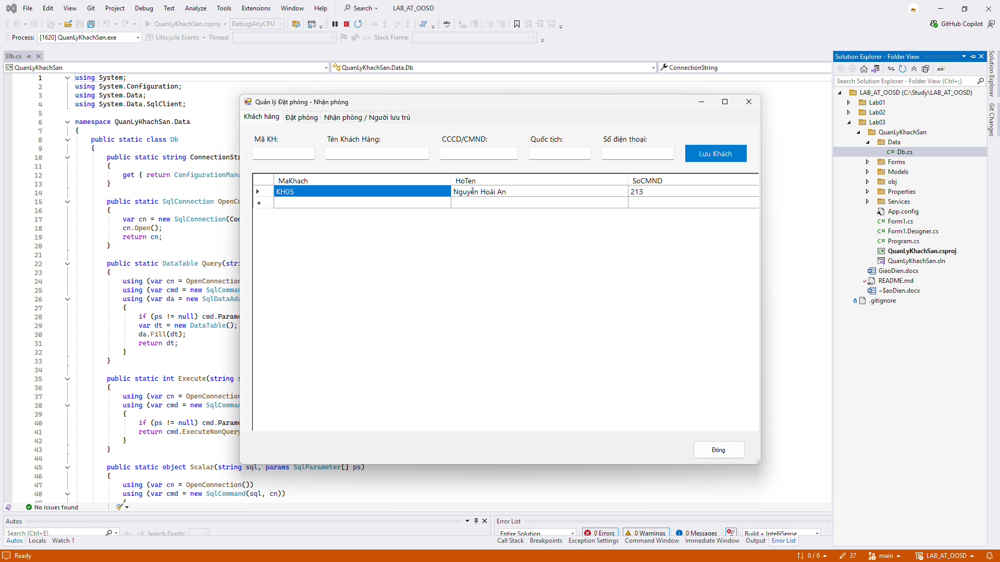 File Edit View Git Project Debug Test Analyze Tools Extensions Window Help Search LAB_AT_OOSD
QuanLyKhachSan.csproj Debug|AnyCPU GitHub Copilot
Process: [1620] QuanLyKhachSan.exe Lifecycle Events Thread: Stack Frame:
Db.cs
QuanLyKhachSan QuanLyKhachSan.Data.Db ConnectionString
1 using System;
2 using System.Configuration;
3 using System.Data;
4 using System.Data.SqlClient;
5
6 namespace QuanLyKhachSan.Data
7 {
8 public static class Db
9 {
10 public static string ConnectionStr
11 {
12 get { return ConfigurationMana
13 }
14
15 public static SqlConnection OpenCo
16 {
17 var cn = new SqlConnection(Con
18 cn.Open();
19 return cn;
20 }
21
22 public static DataTable Query(stri
23 {
24 using (var cn = OpenConnection
25 using (var cmd = new SqlComman
26 using (var da = new SqlDataAda
27 {
28 if (ps != null) cmd.Parame
29 var dt = new DataTable();
30 da.Fill(dt);
31 return dt;
32 }
33 }
34
35 public static int Execute(string s
36 {
37 using (var cn = OpenConnection
38 using (var cmd = new SqlComman
39 {
40 if (ps != null) cmd.Parame
41 return cmd.ExecuteNonQuery
42 }
43 }
44
45 public static object Scalar(string sql, params SqlParameter[] ps)
46 {
47 using (var cn = OpenConnection())
48 using (var cmd = new SqlCommand(sql, cn))
No issues found
Quản lý Đặt phòng - Nhận phòng
Khách hàng Đặt phòng Nhận phòng / Người lưu trú
Mã KH: Tên Khách Hàng: CCCD/CMND: Quốc tịch: Số điện thoại:
Lưu Khách
MaKhach HoTen SoCMND
KH05 Nguyễn Hoài An 213
Đóng
Solution Explorer - Folder View
Search Solution Explorer - Folder View (Ctrl+;)
LAB_AT_OOSD (C:\Study\LAB_AT_OOSD)
Lab01
Lab02
Lab03
QuanLyKhachSan
Data
C# Db.cs
Forms
Models
obj
Properties
Services
App.config
C# Form1.cs
C# Form1.Designer.cs
C# Program.cs
QuanLyKhachSan.csproj
QuanLyKhachSan.sln
GiaoDien.docx
README.md
~$aoDien.docx
.gitignore
Solution Explorer
Git Changes
Autos
Search (Ctrl+E) Search Depth:
Autos Locals Watch 1
Error List
Entire Solution 0 Errors 0 Warnings 0 Messages Build + IntelliSense
Call Stack Breakpoints Exception Settings Command Window Immediate Window Output Error List
Ready 0 / 0 37 main LAB_AT_OOSD